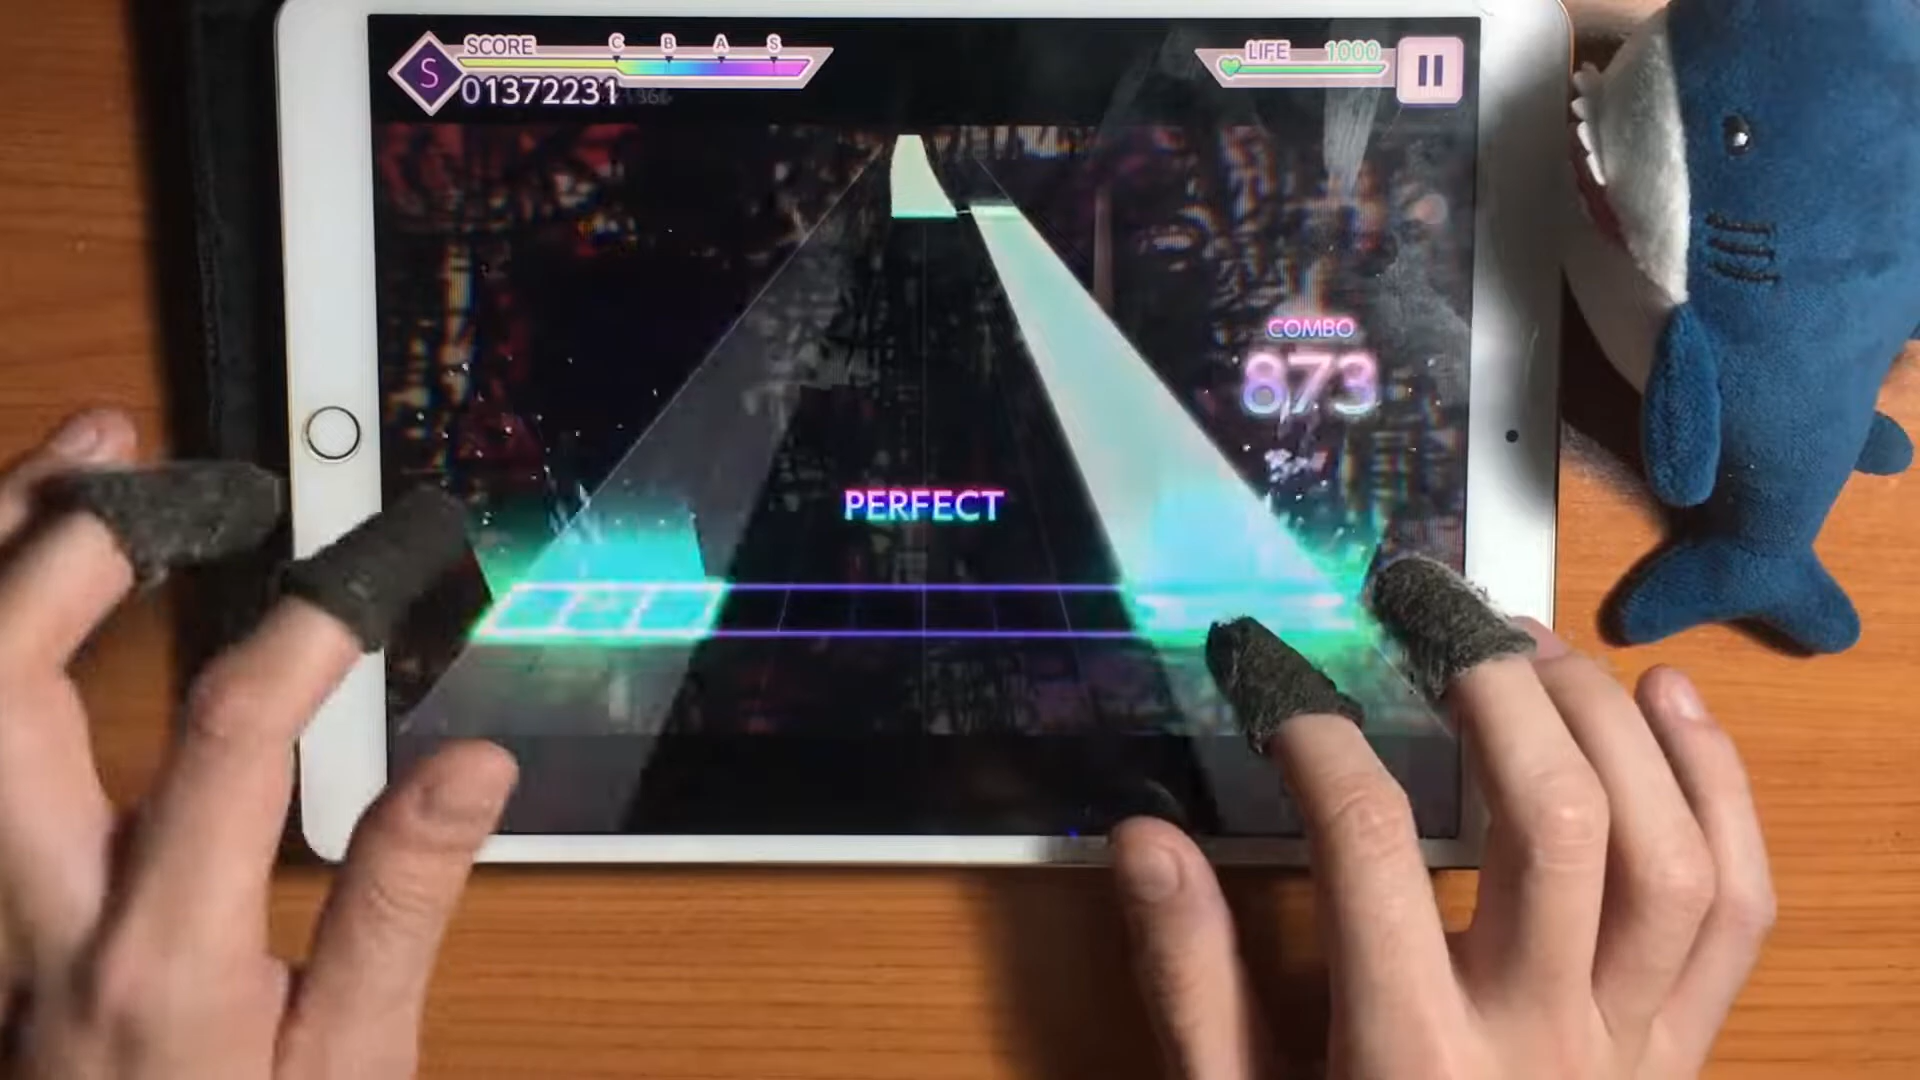 SCORE C B A S
S
01372231
LIFE 1000
COMBO
873
PERFECT